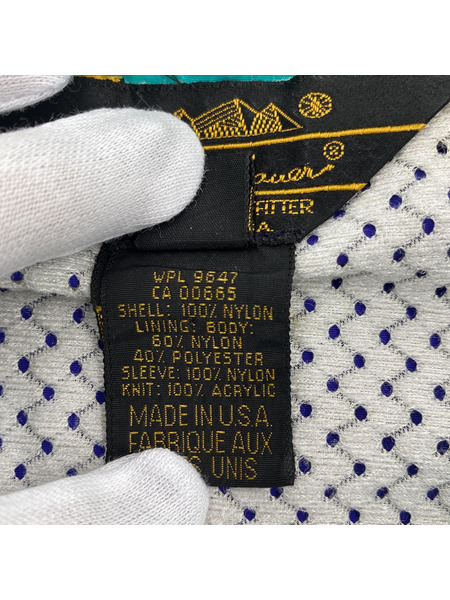 auer®
FITTER
A.
WPL 9647
CA 00665
SHELL: 100% NYLON
LINING: BODY:
60% NYLON
40% POLYESTER
SLEEVE: 100% NYLON
KNIT: 100% ACRYLIC
MADE IN U.S.A.
FABRIQUE AUX
UNIS